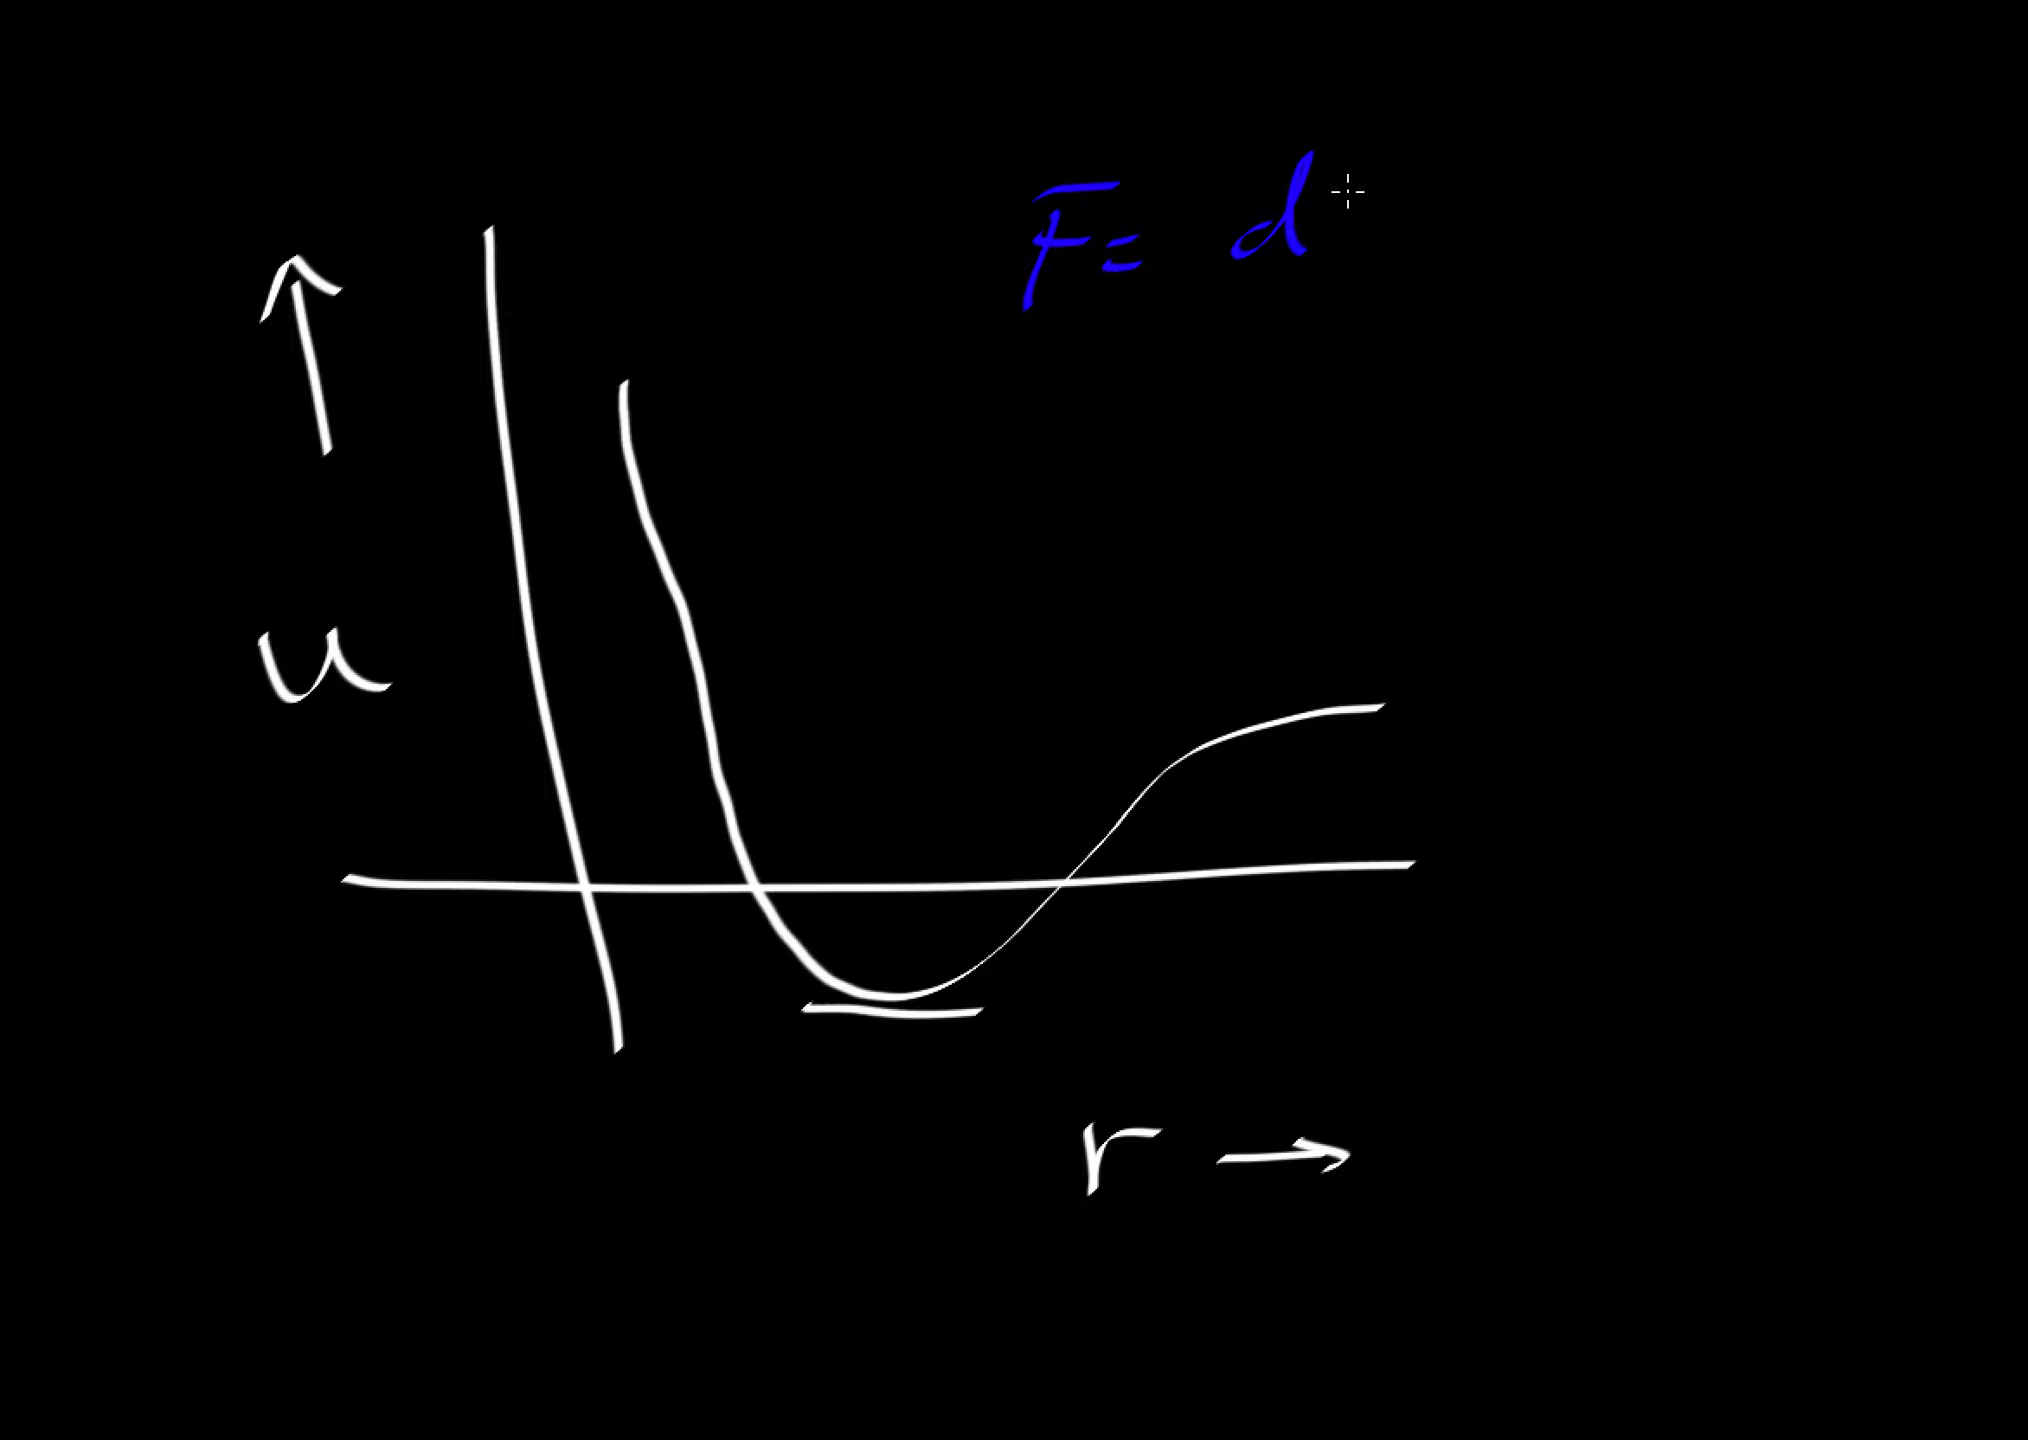 F = d
u
r →